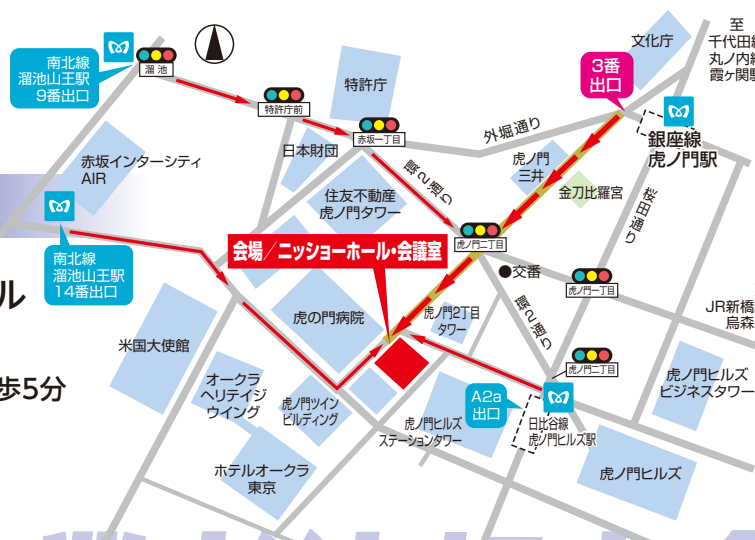 文化庁
至
千代田線
丸ノ内線
霞ヶ関駅
南北線
溜池山王駅
9番出口
溜池
特許庁
3番
出口
特許庁前
赤坂一丁目
外堀通り
銀座線
虎ノ門駅
日本財団
虎ノ門
三井
赤坂インターシティ
AIR
環2通り
金刀比羅宮
住友不動産
虎ノ門タワー
桜田通り
虎ノ門二丁目
会場/ニッショーホール・会議室
南北線
溜池山王駅
14番出口
●交番
虎ノ門一丁目
ル
虎の門病院
虎ノ門2丁目
タワー
環2通り
JR新橋
烏森
米国大使館
虎ノ門二丁目
歩5分
オークラ
ヘリテイジ
ウイング
虎ノ門ツイン
ビルディング
A2a
出口
虎ノ門ヒルズ
ビジネスタワー
虎ノ門ヒルズ
ステーションタワー
日比谷線
虎ノ門ヒルズ駅
ホテルオークラ
東京
虎ノ門ヒルズ